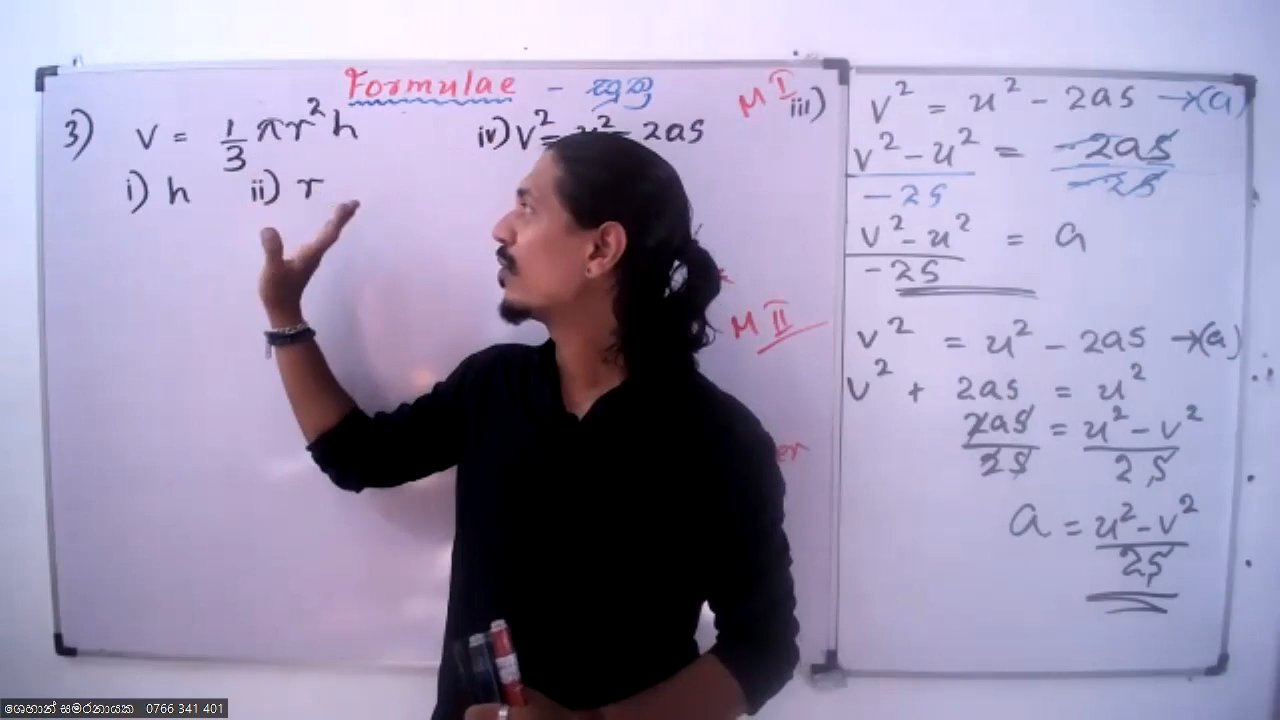 Formulae - සූත්‍ර
3) v = 1/3 πr²h
i) h ii) r
iv) v² = u² - 2as
M I
iii) v² = u² - 2as →(a)
v² - u² / -2s = -2as / -2s
v² - u² / -2s = a
M II
v² = u² - 2as →(a)
v² + 2as = u²
2as / 2s = u² - v² / 2s
a = u² - v² / 2s
0766 341 401